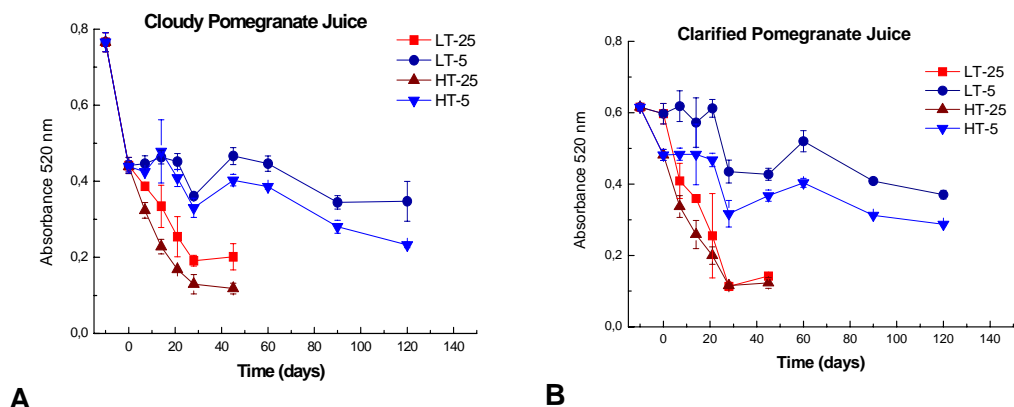 Cloudy Pomegranate Juice
0,8
0,6
0,4
0,2
0,0
Absorbance 520 nm
LT-25
LT-5
HT-25
HT-5
0 20 40 60 80 100 120 140
Time (days)
A
Clarified Pomegranate Juice
0,8
0,6
0,4
0,2
0,0
Absorbance 520 nm
LT-25
LT-5
HT-25
HT-5
0 20 40 60 80 100 120 140
Time (days)
B